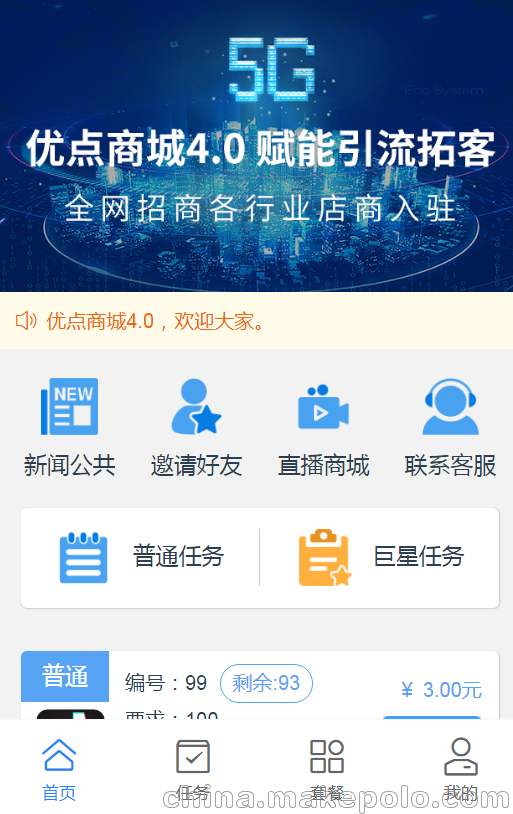 5G
Eco System
优点商城4.0 赋能引流拓客
全网招商各行业店商入驻
优点商城4.0，欢迎大家。
NEW
新闻公共 邀请好友 直播商城 联系客服
普通任务 巨星任务
普通 编号：99 剩余:93 ￥ 3.00元
要求：100
首页 任务 套餐 我的
china.makepolo.com